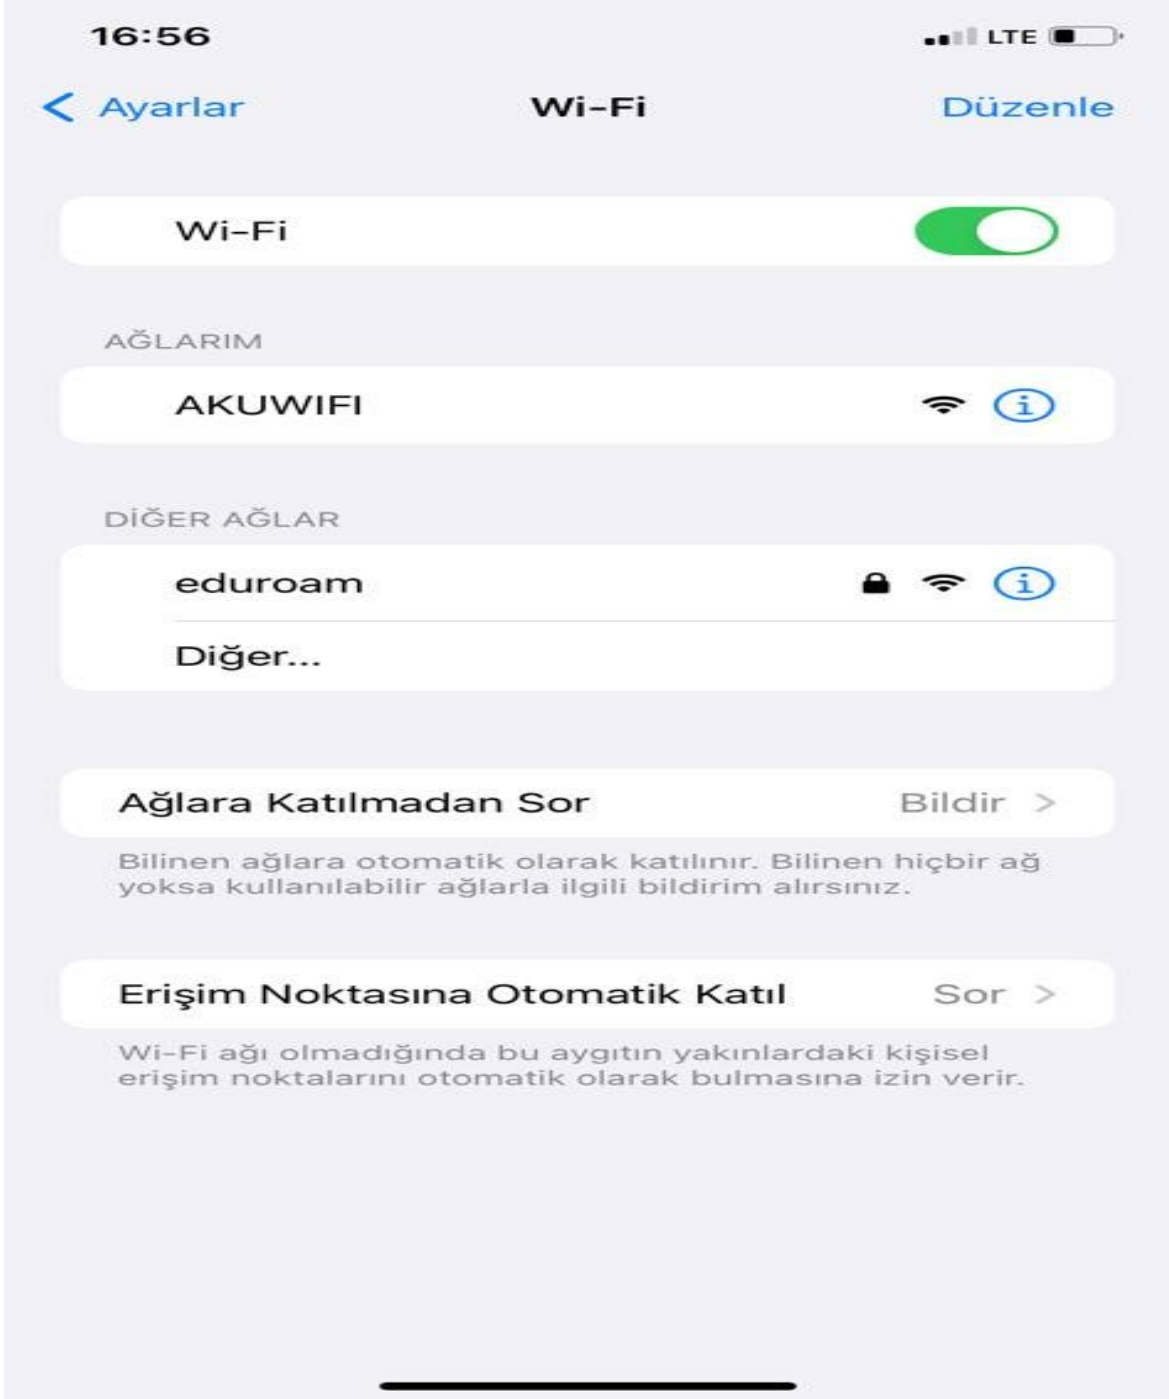 16:56
LTE
Ayarlar
Wi-Fi
Düzenle
Wi-Fi
AĞLARIM
AKUWIFI
DİĞER AĞLAR
eduroam
Diğer...
Ağlara Katılmadan Sor
Bildir
Bilinen ağlara otomatik olarak katılınır. Bilinen hiçbir ağ
yoksa kullanılabilir ağlarla ilgili bildirim alırsınız.
Erişim Noktasına Otomatik Katıl
Sor
Wi-Fi ağı olmadığında bu aygıtın yakınlardaki kişisel
erişim noktalarını otomatik olarak bulmasına izin verir.